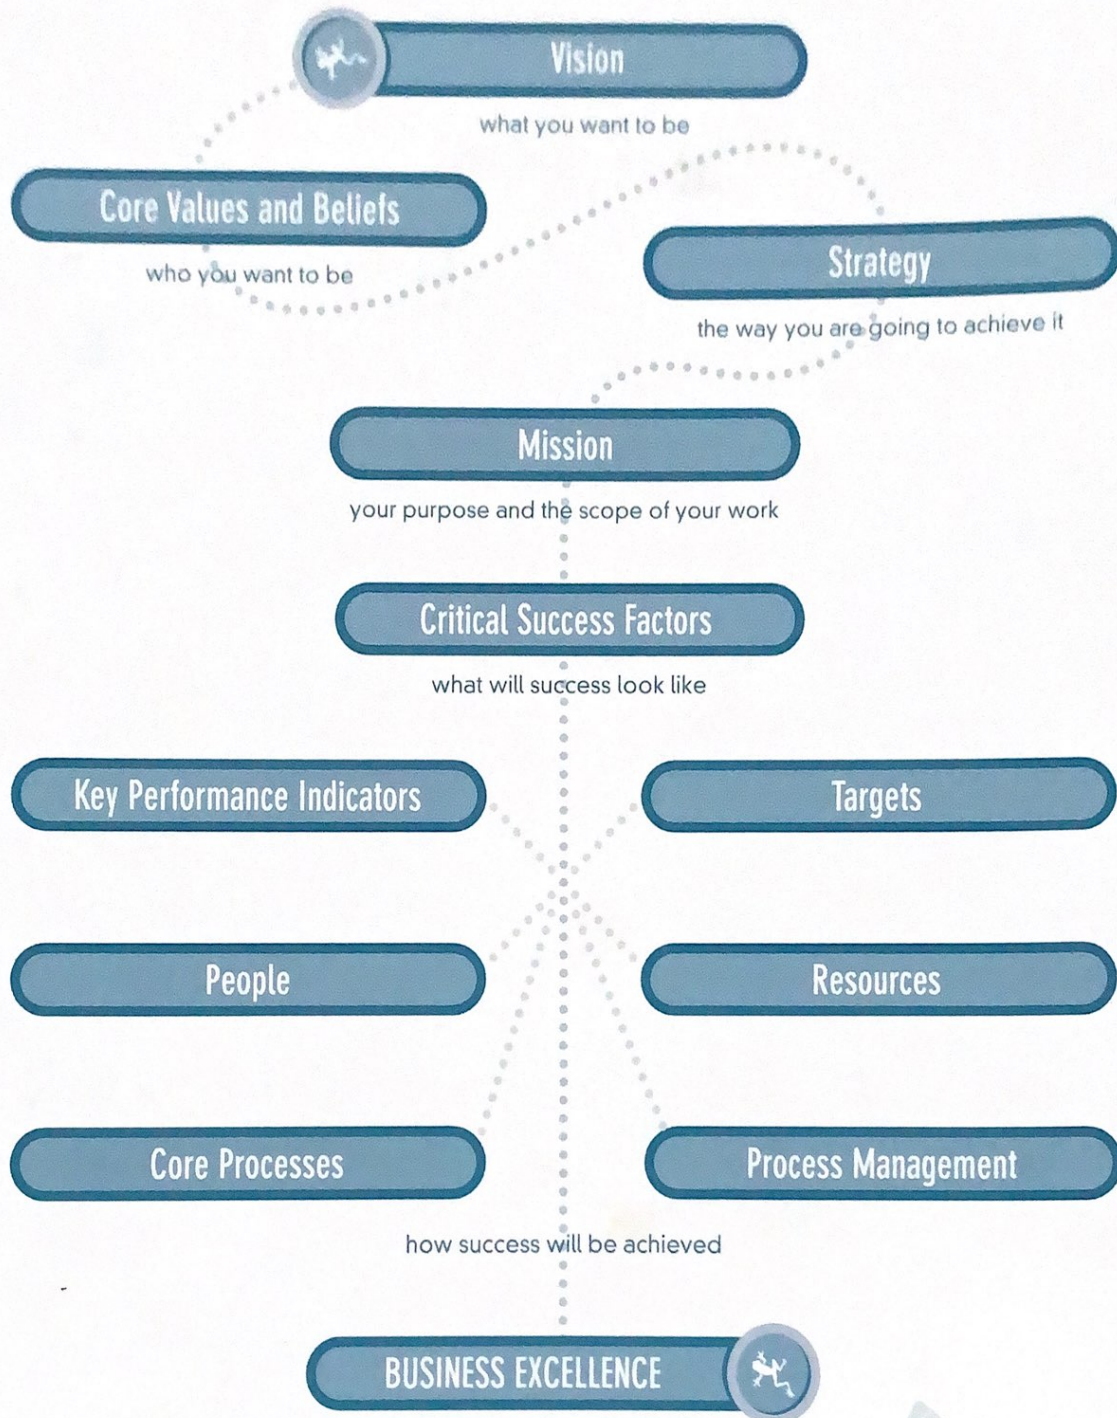 Vision
what you want to be
Core Values and Beliefs
who you want to be
Strategy
the way you are going to achieve it
Mission
your purpose and the scope of your work
Critical Success Factors
what will success look like
Key Performance Indicators
Targets
People
Resources
Core Processes
Process Management
how success will be achieved
BUSINESS EXCELLENCE